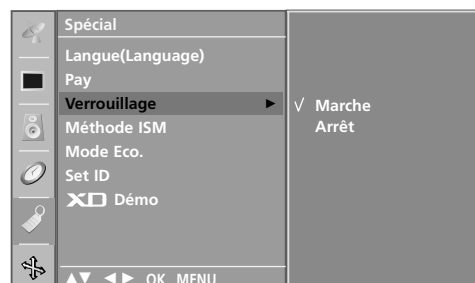 Spécial
Langue(Language)
Pay
Verrouillage ►
Méthode ISM
Mode Eco.
Set ID
XD Démo
√ Marche
Arrêt
▲▼ ◄► OK MENU